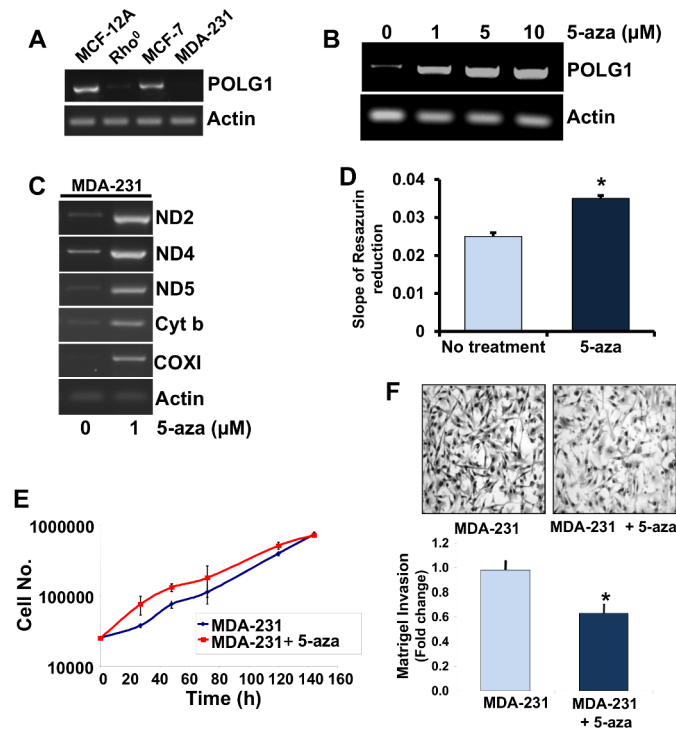 A
MCF-12A
Rho0
MCF-7
MDA-231
POLG1
Actin
B
0 1 5 10 5-aza (µM)
POLG1
Actin
C
MDA-231
ND2
ND4
ND5
Cyt b
COXI
Actin
0 1 5-aza (µM)
D
Slope of Resazurin
reduction
0.04
0.03
0.02
0.01
0
*
No treatment 5-aza
E
Cell No.
1000000
100000
10000
0 20 40 60 80 100 120 140 160
Time (h)
MDA-231
MDA-231+ 5-aza
F
MDA-231 MDA-231 + 5-aza
Matrigel Invasion
(Fold change)
1.2
1.0
0.8
0.6
0.4
0.2
0.0
*
MDA-231 MDA-231
+ 5-aza